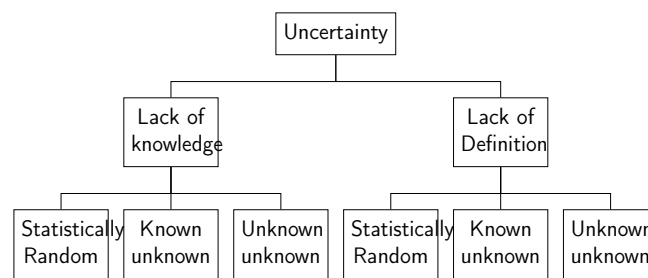 Uncertainty
Lack of
knowledge
Lack of
Definition
Statistically
Random
Known
unknown
Unknown
unknown
Statistically
Random
Known
unknown
Unknown
unknown